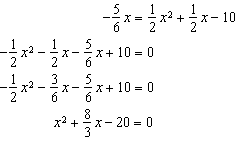 -5/6 x = 1/2 x² + 1/2 x - 10
-1/2 x² - 1/2 x - 5/6 x + 10 = 0
-1/2 x² - 3/6 x - 5/6 x + 10 = 0
x² + 8/3 x - 20 = 0